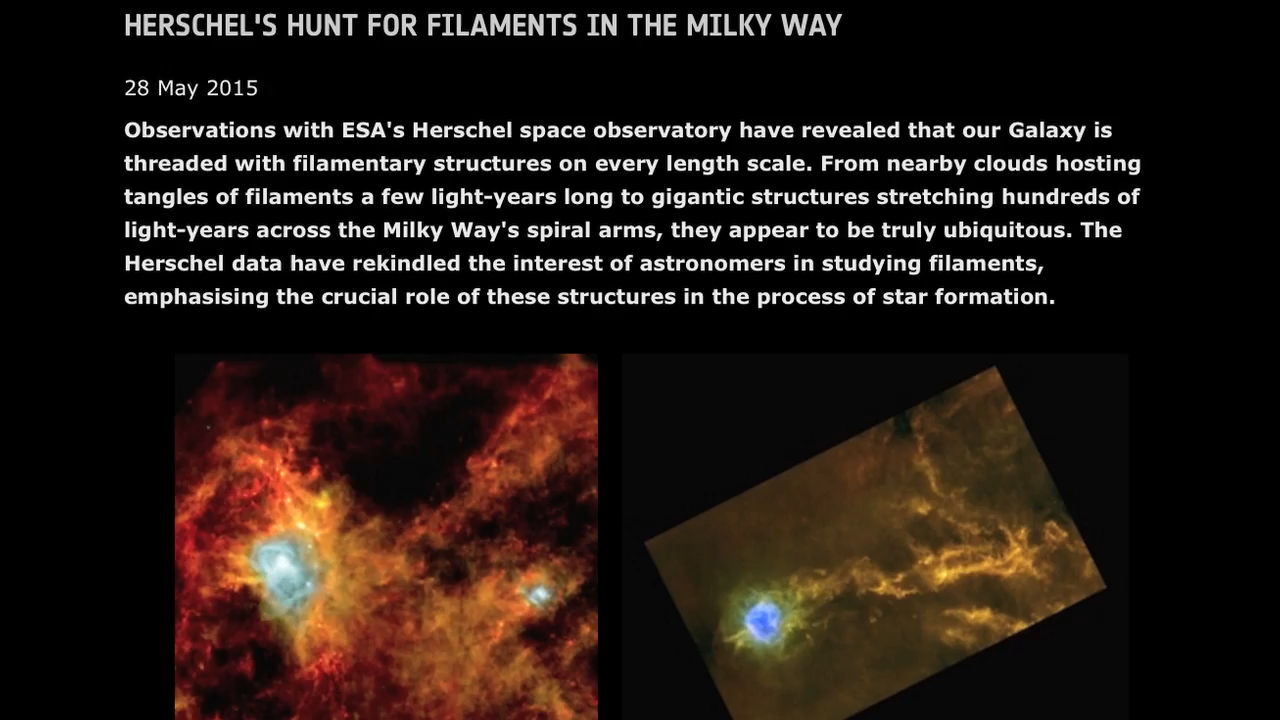 HERSCHEL'S HUNT FOR FILAMENTS IN THE MILKY WAY
28 May 2015
Observations with ESA's Herschel space observatory have revealed that our Galaxy is
threaded with filamentary structures on every length scale. From nearby clouds hosting
tangles of filaments a few light-years long to gigantic structures stretching hundreds of
light-years across the Milky Way's spiral arms, they appear to be truly ubiquitous. The
Herschel data have rekindled the interest of astronomers in studying filaments,
emphasising the crucial role of these structures in the process of star formation.